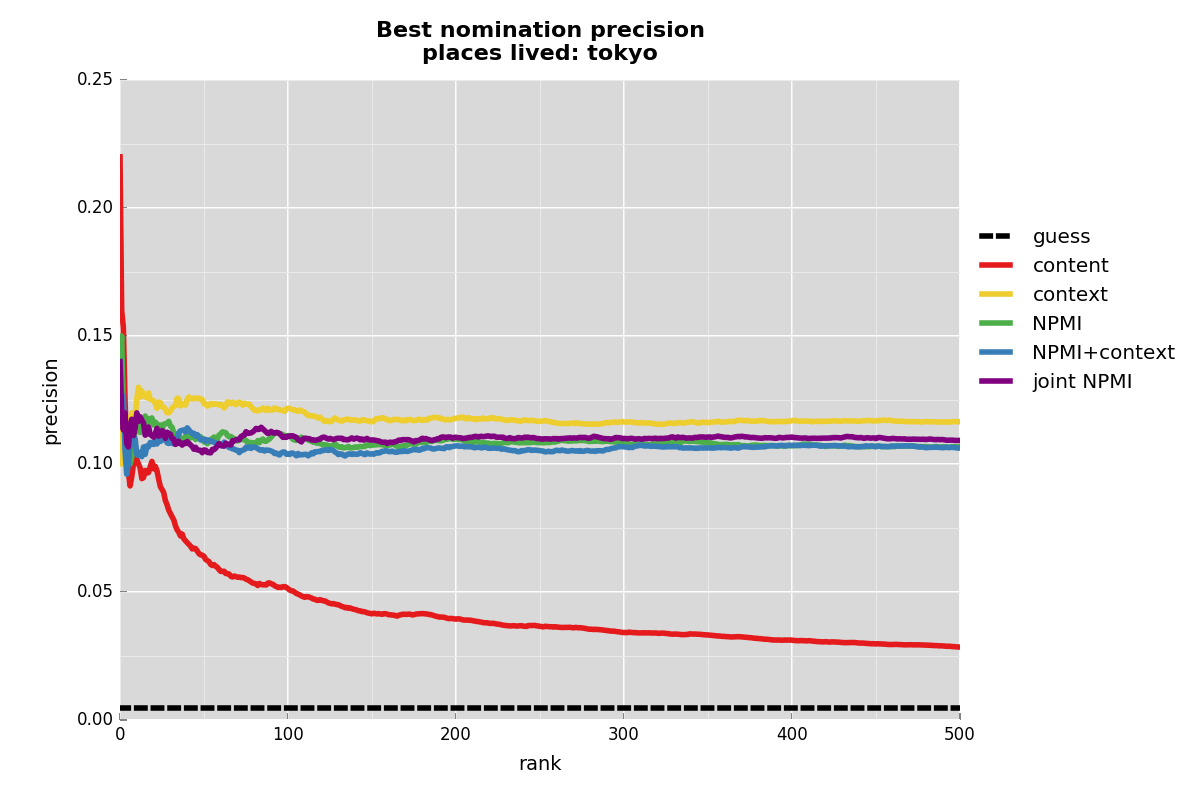 Best nomination precision
places lived: tokyo
precision
0.25
0.20
0.15
0.10
0.05
0.00
0
100
200
300
400
500
rank
guess
content
context
NPMI
NPMI+context
joint NPMI